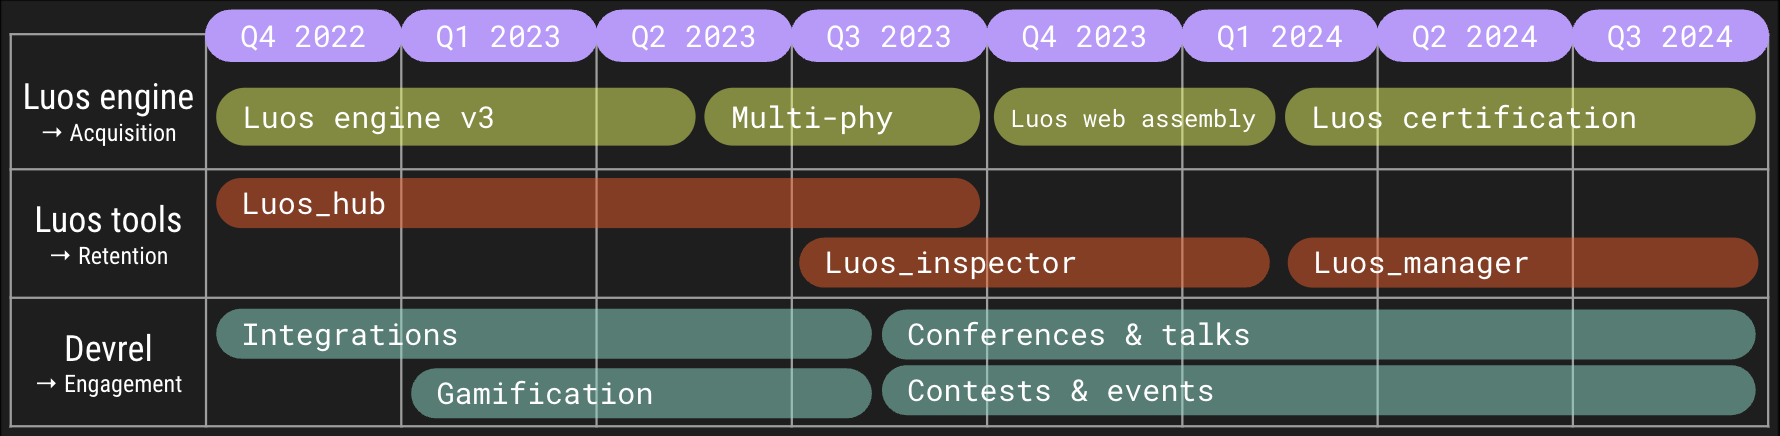 Q4 2022 Q1 2023 Q2 2023 Q3 2023 Q4 2023 Q1 2024 Q2 2024 Q3 2024
Luos engine
→ Acquisition
Luos engine v3 Multi-phy Luos web assembly Luos certification
Luos tools
→ Retention
Luos_hub
Luos_inspector Luos_manager
Devrel
→ Engagement
Integrations Conferences & talks
Gamification Contests & events